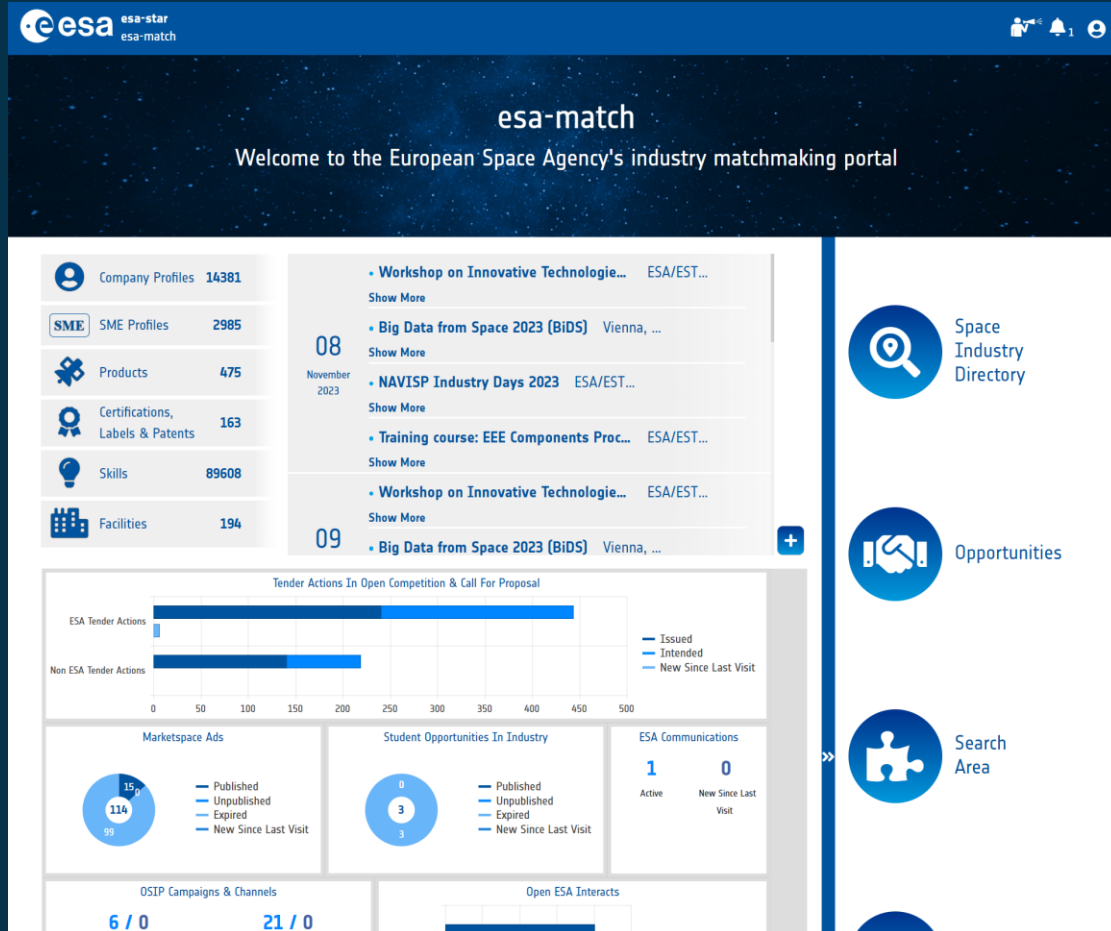 esa
esa-star
esa-match
1
esa-match
Welcome to the European Space Agency's industry matchmaking portal
Company Profiles 14381
SME SME Profiles 2985
Products 475
Certifications,
Labels & Patents 163
Skills 89608
Facilities 194
08
November
2023
• Workshop on Innovative Technologie... ESA/EST...
Show More
• Big Data from Space 2023 (BiDS) Vienna, ...
Show More
• NAVISP Industry Days 2023 ESA/EST...
Show More
• Training course: EEE Components Proc... ESA/EST...
Show More
09
• Workshop on Innovative Technologie... ESA/EST...
Show More
• Big Data from Space 2023 (BiDS) Vienna, ...
+
Space
Industry
Directory
Opportunities
Search
Area
»
Tender Actions In Open Competition & Call For Proposal
ESA Tender Actions
Non ESA Tender Actions
0 50 100 150 200 250 300 350 400 450 500
Issued
Intended
New Since Last Visit
Marketspace Ads
15
0
114
99
Published
Unpublished
Expired
New Since Last Visit
Student Opportunities In Industry
0
3
3
Published
Unpublished
Expired
New Since Last Visit
ESA Communications
1 0
Active New Since Last
Visit
OSIP Campaigns & Channels
6 / 0 21 / 0
Open ESA Interacts